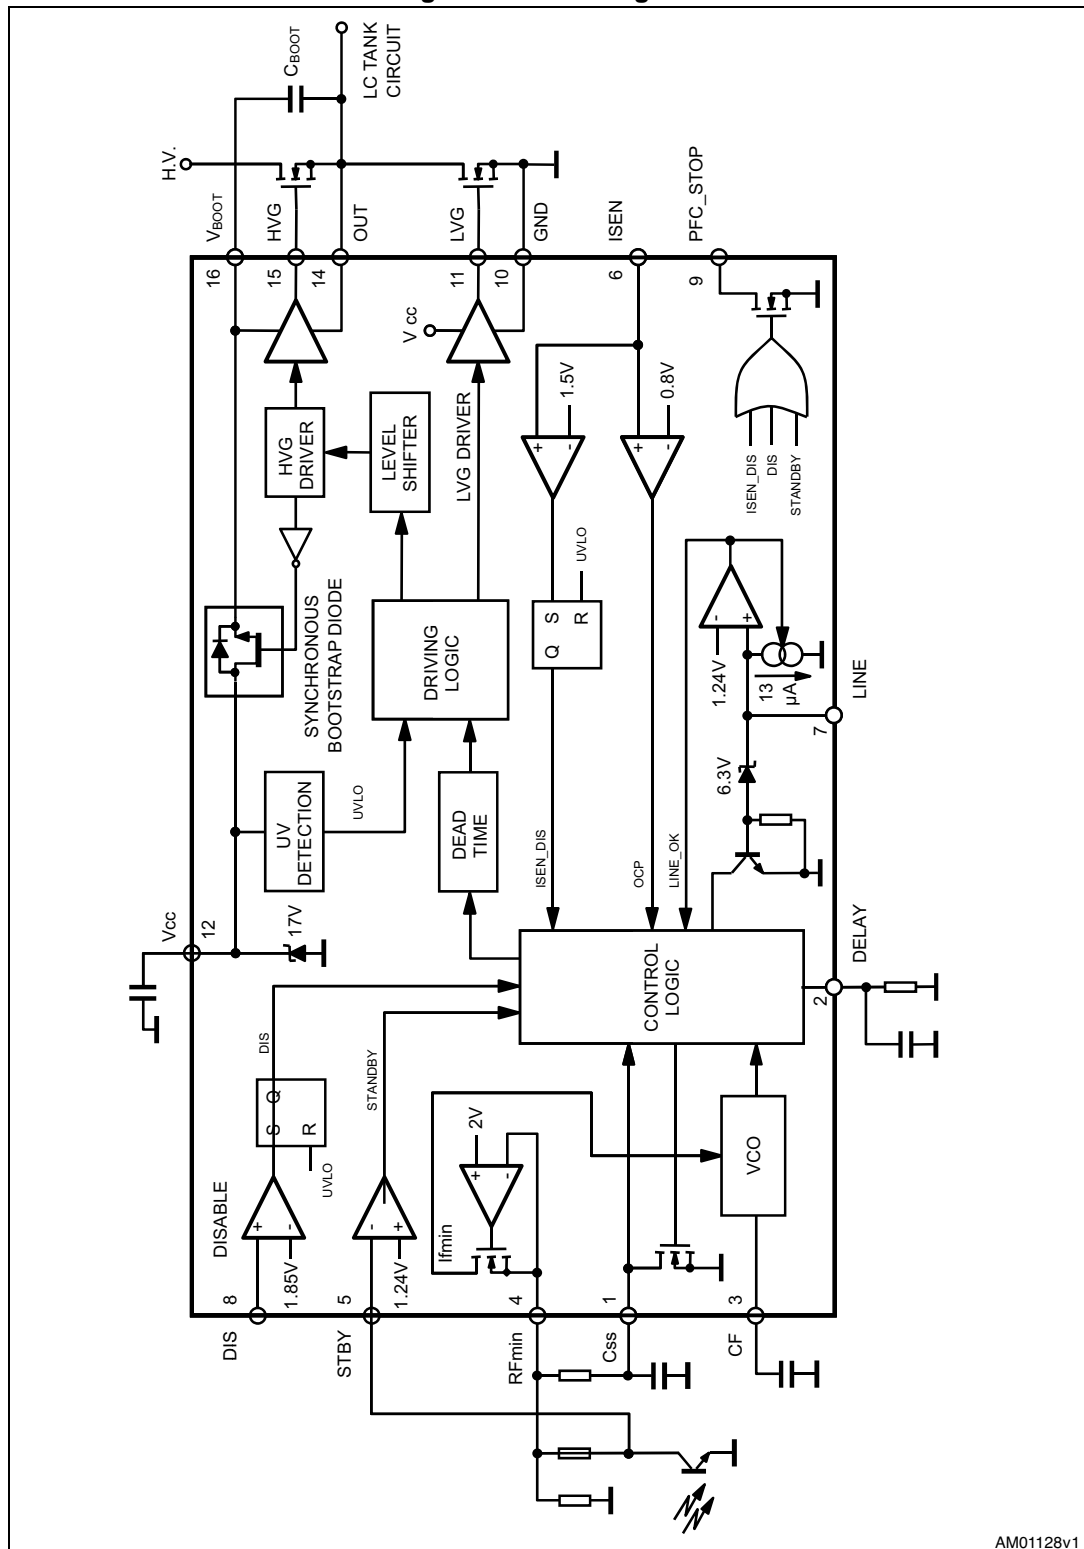 H.V.
CBOOT
LC TANK
CIRCUIT
VBOOT
HVG
OUT
LVG
GND
ISEN
PFC_STOP
16
15
14
11
10
6
9
V cc
HVG
DRIVER
LEVEL
SHIFTER
LVG DRIVER
SYNCHRONOUS
BOOTSTRAP DIODE
DRIVING
LOGIC
DEAD
TIME
UV
DETECTION
UVLO
Vcc
12
17V
+
-
1.5V
+
-
0.8V
S
Q
R
UVLO
ISEN_DIS
DIS
STANDBY
1.24V
-
+
13
µA
LINE
7
6.3V
ISEN_DIS
OCP
LINE_OK
CONTROL
LOGIC
DELAY
2
VCO
DIS
S
Q
R
UVLO
STANDBY
DISABLE
+
-
1.85V
-
+
1.24V
2V
+
-
Ifmin
8
DIS
5
STBY
4
RFmin
1
Css
3
CF
AM01128v1